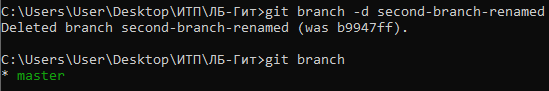 C:\Users\User\Desktop\ИТП\ЛБ-Гит>git branch -d second-branch-renamed
Deleted branch second-branch-renamed (was b9947ff).
C:\Users\User\Desktop\ИТП\ЛБ-Гит>git branch
* master